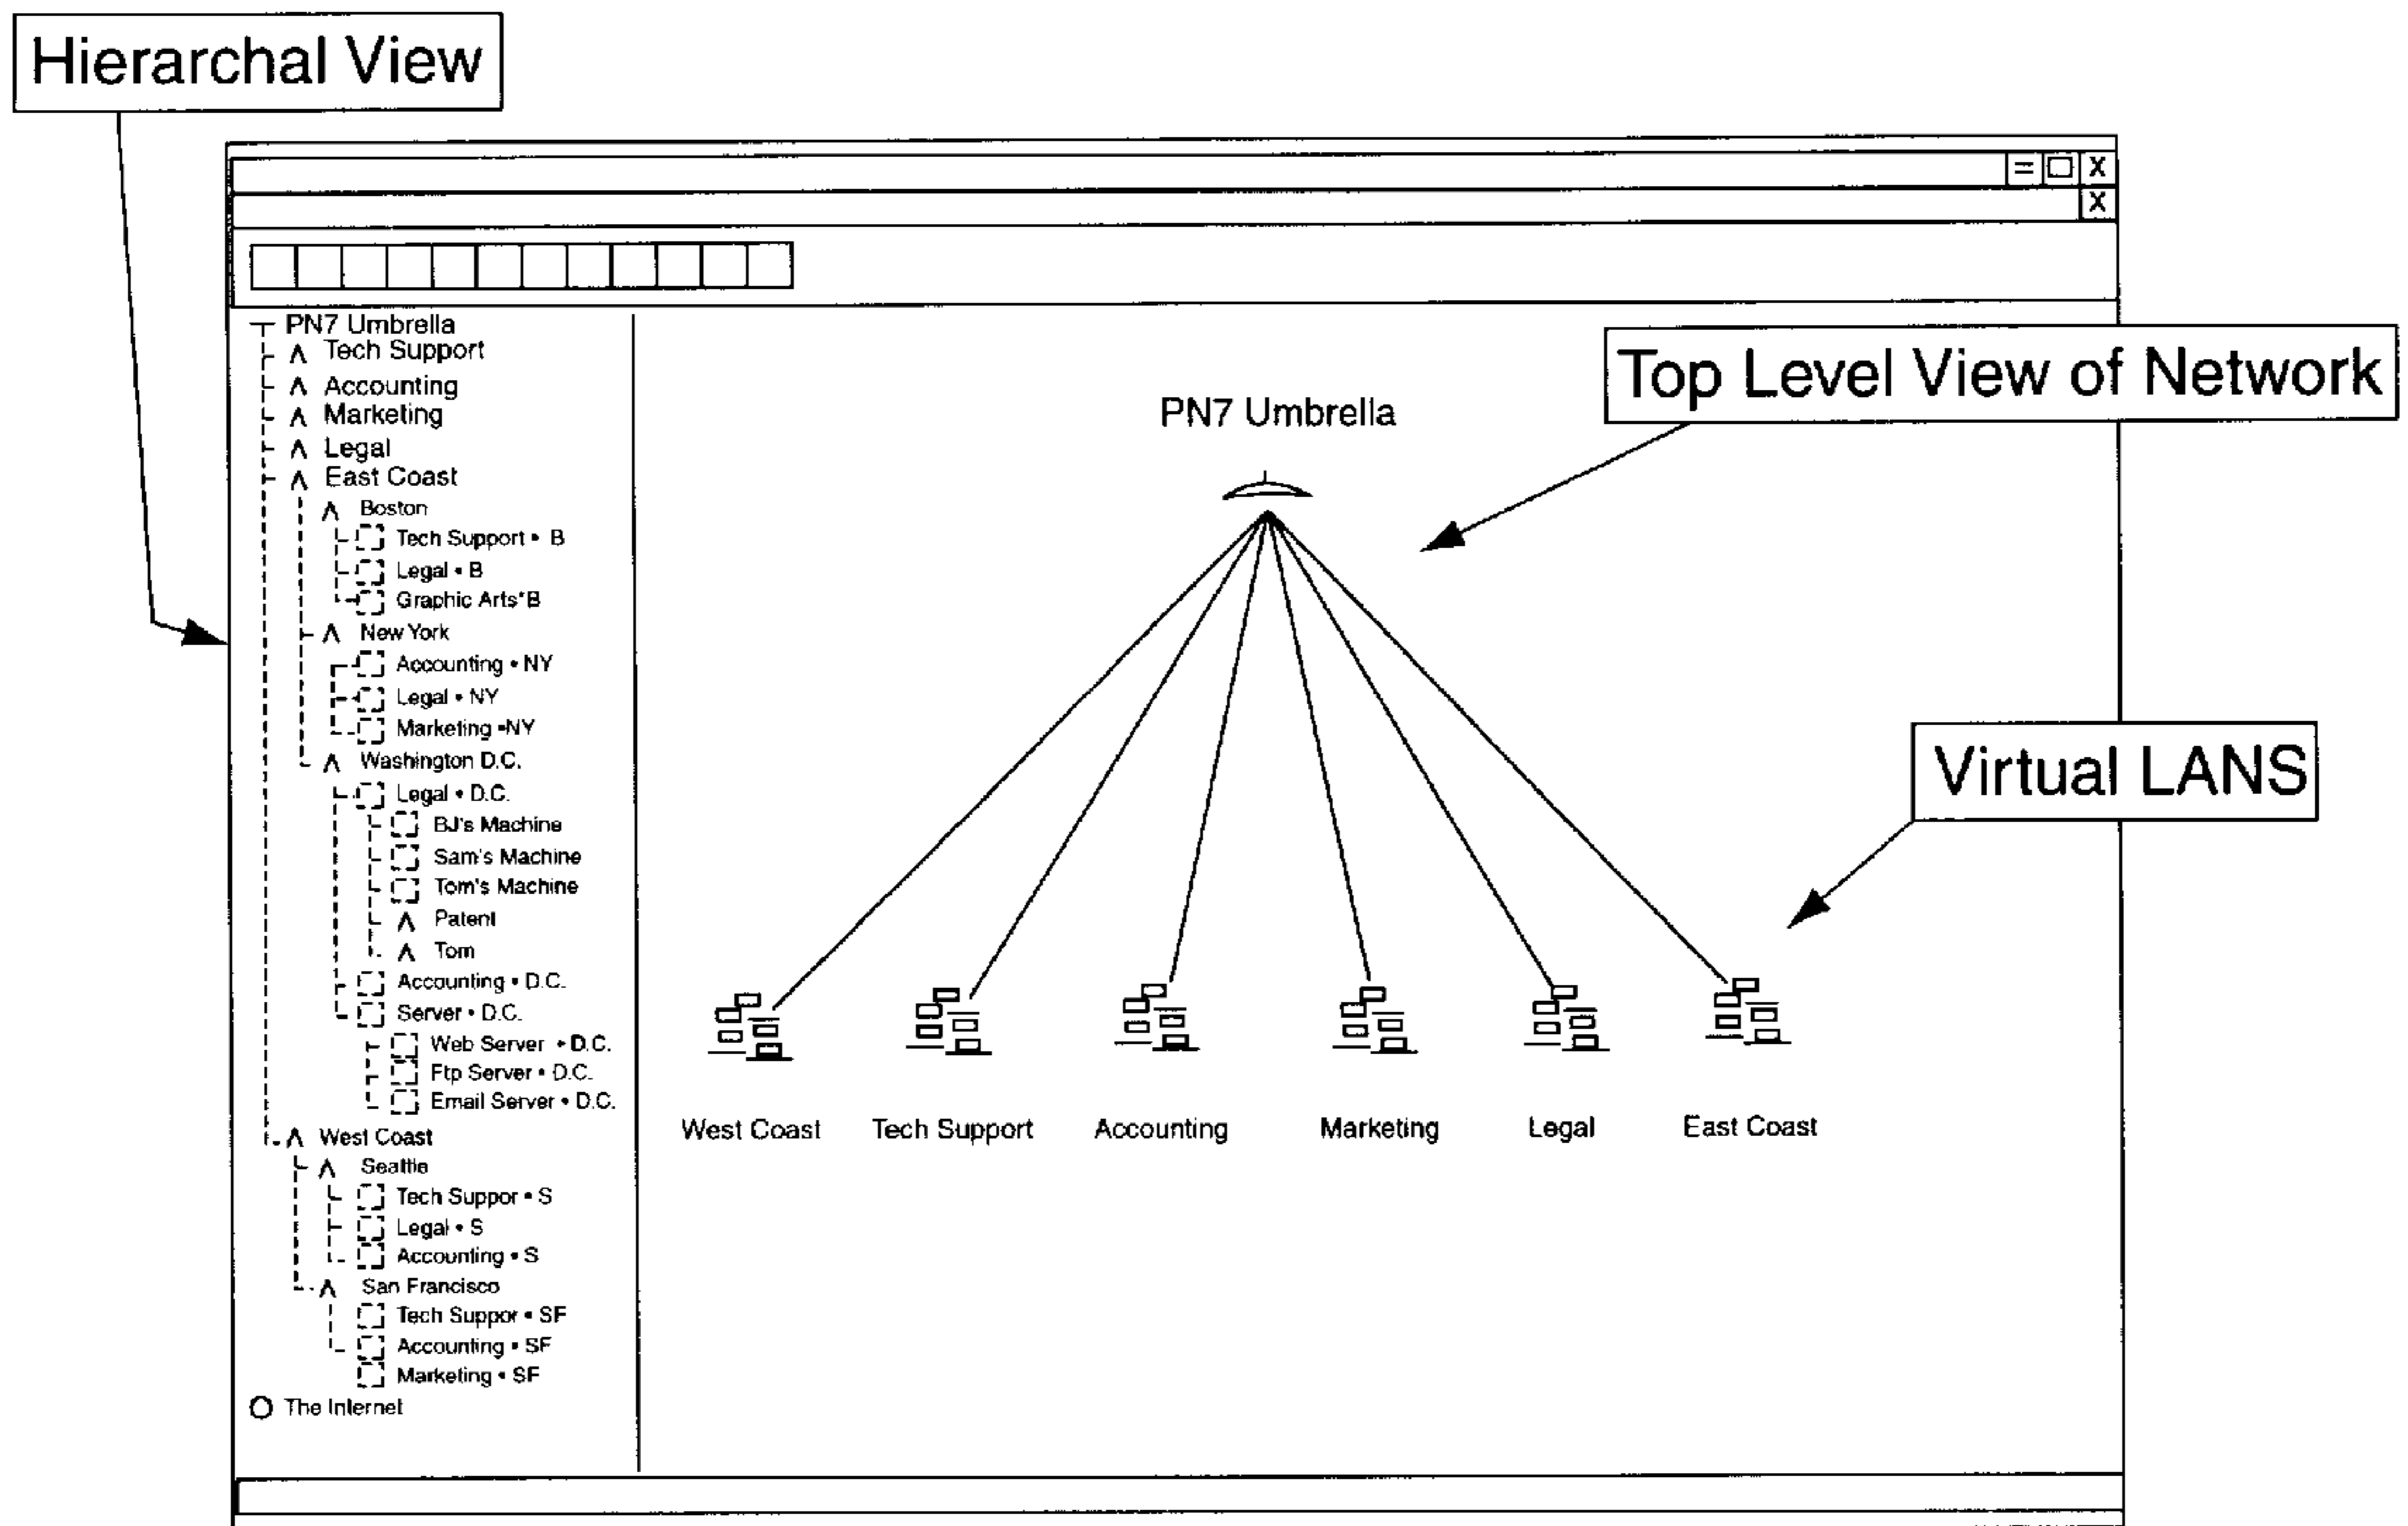 Hierarchal View
X
X
PN7 Umbrella
Tech Support
Accounting
Marketing
Legal
East Coast
Boston
Tech Support • B
Legal • B
Graphic Arts*B
New York
Accounting • NY
Legal • NY
Marketing •NY
Washington D.C.
Legal • D.C.
BJ's Machine
Sam's Machine
Tom's Machine
Patent
Tom
Accounting • D.C.
Server • D.C.
Web Server • D.C.
Ftp Server • D.C.
Email Server • D.C.
West Coast
Seattle
Tech Suppor • S
Legal • S
Accounting • S
San Francisco
Tech Suppor • SF
Accounting • SF
Marketing • SF
The Internet
Top Level View of Network
PN7 Umbrella
Virtual LANS
West Coast Tech Support Accounting Marketing Legal East Coast